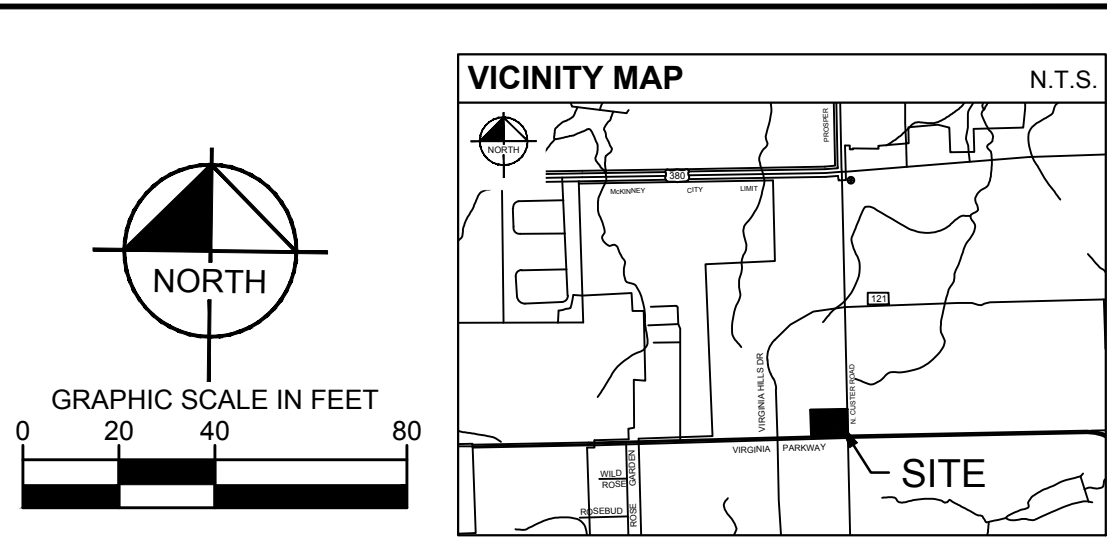 VICINITY MAP N.T.S.
NORTH
PROSPER
380
McKINNEY CITY LIMIT
121
VIRGINIA HILLS DR
N. CUSTER ROAD
VIRGINIA PARKWAY
SITE
WILD
ROSE
ROSEBUD
ROSE GARDEN
NORTH
GRAPHIC SCALE IN FEET
0 20 40 80